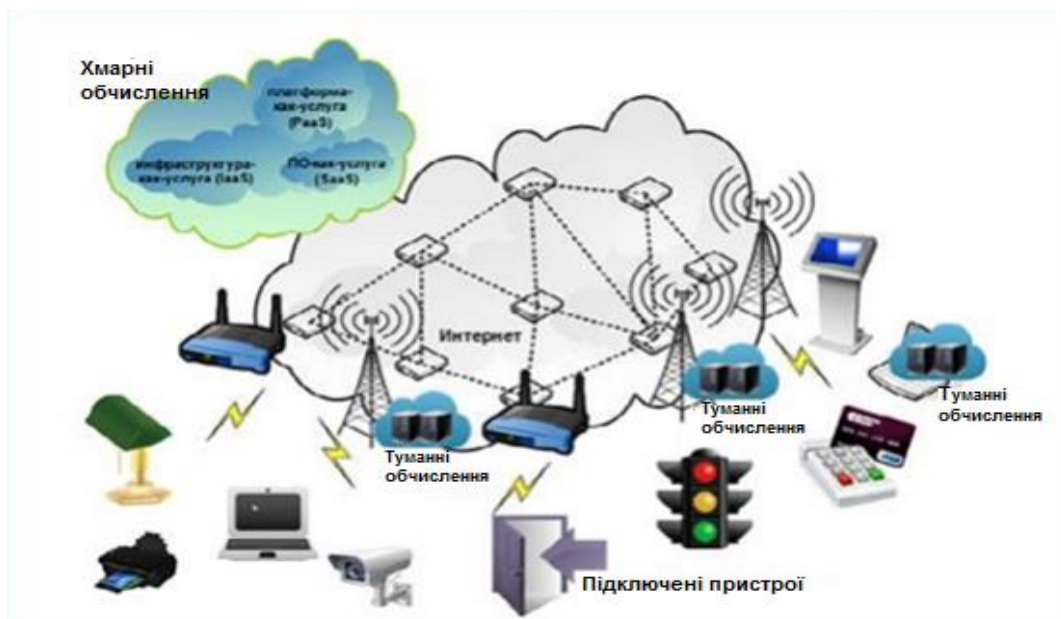 Хмарні
обчислення
платформа-
как-услуга
(PaaS)
инфраструктура-
как-услуга (IaaS)
ПО-как-услуга
(SaaS)
Интернет
Туманні
обчислення
Туманні
обчислення
Туманні
обчислення
Підключені пристрої